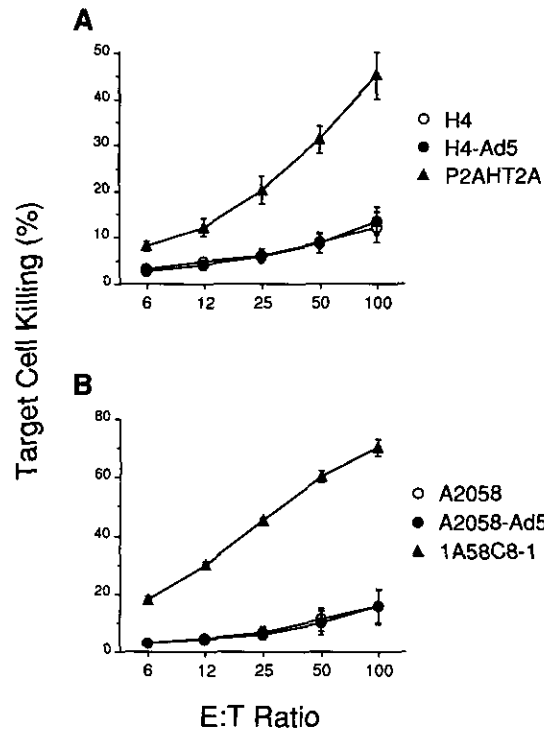 A
50
40
30
20
10
0
6 12 25 50 100
H4
H4-Ad5
P2AHT2A
Target Cell Killing (%)
B
80
60
40
20
0
6 12 25 50 100
A2058
A2058-Ad5
1A58C8-1
E:T Ratio